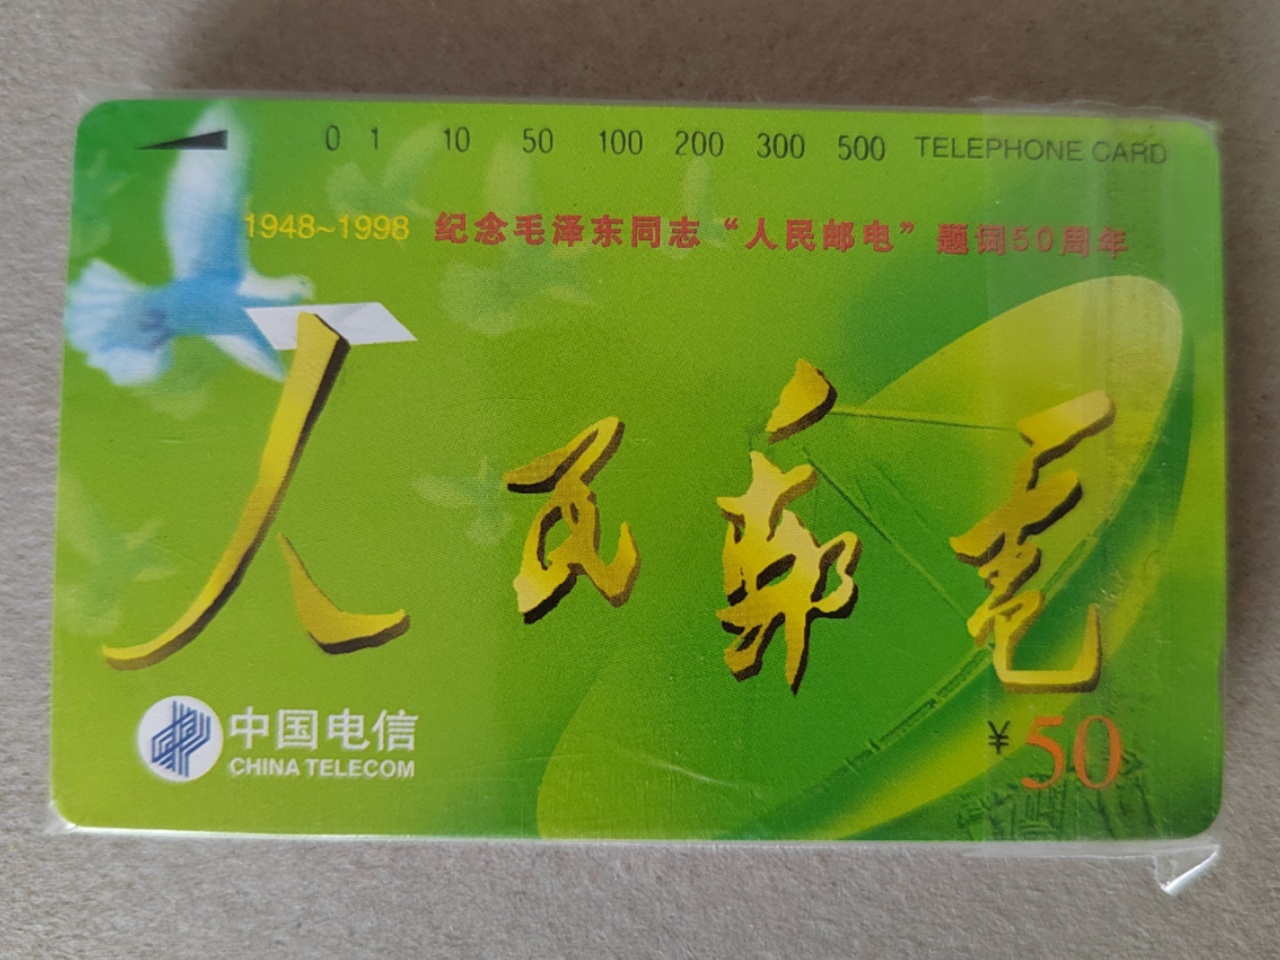 0 1 10 50 100 200 300 500 TELEPHONE CARD
1948~1998 纪念毛泽东同志“人民邮电”题词50周年
人民邮电
中国电信
CHINA TELECOM
¥50